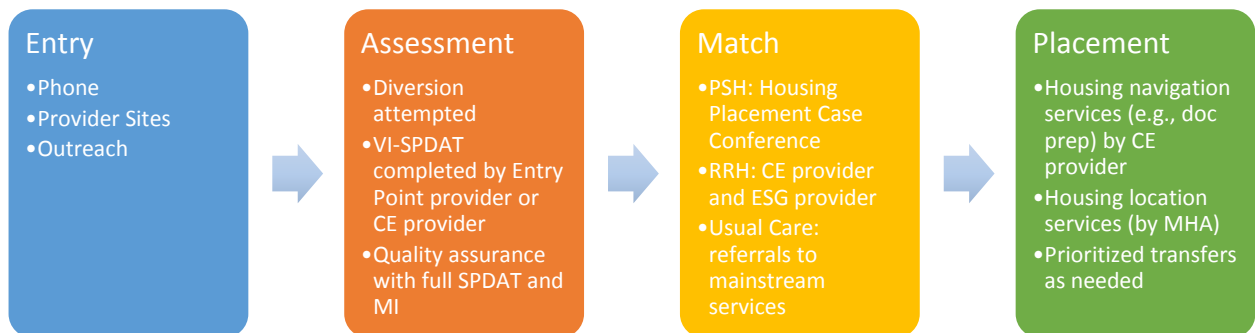 Entry
•Phone
•Provider Sites
•Outreach
Assessment
•Diversion
attempted
•VI-SPDAT
completed by Entry
Point provider or
CE provider
•Quality assurance
with full SPDAT and
MI
Match
•PSH: Housing
Placement Case
Conference
•RRH: CE provider
and ESG provider
•Usual Care:
referrals to
mainstream
services
Placement
•Housing navigation
services (e.g., doc
prep) by CE
provider
•Housing location
services (by MHA)
•Prioritized transfers
as needed